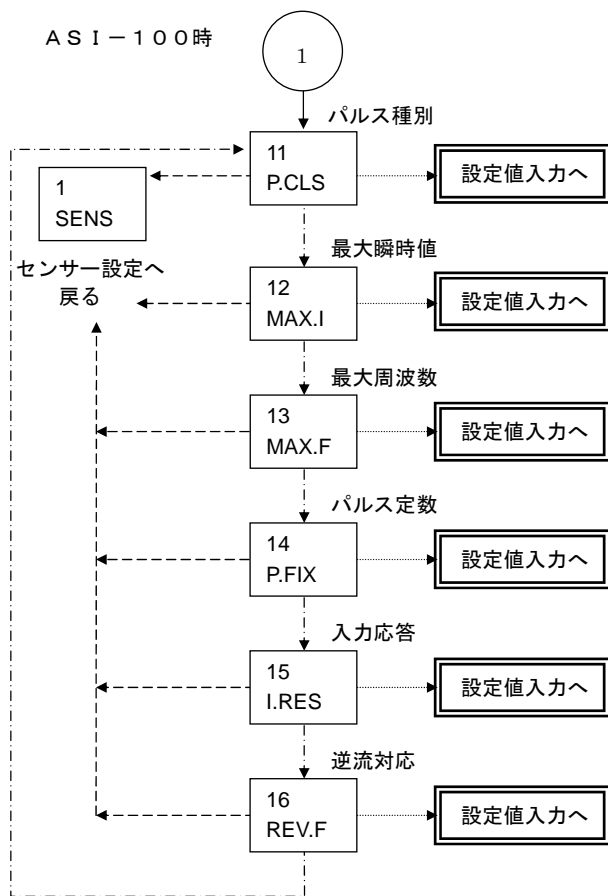 ＡＳＩ－１００時
1
パルス種別
11
P.CLS
設定値入力へ
1
SENS
センサー設定へ
戻る
最大瞬時値
12
MAX.I
設定値入力へ
最大周波数
13
MAX.F
設定値入力へ
パルス定数
14
P.FIX
設定値入力へ
入力応答
15
I.RES
設定値入力へ
逆流対応
16
REV.F
設定値入力へ